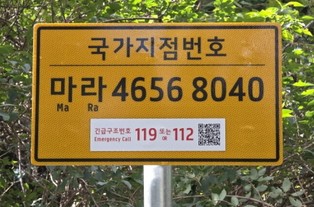 국가지점번호
마라 4656 8040
Ma Ra
긴급구조번호 119 또는 112
Emergency Call or